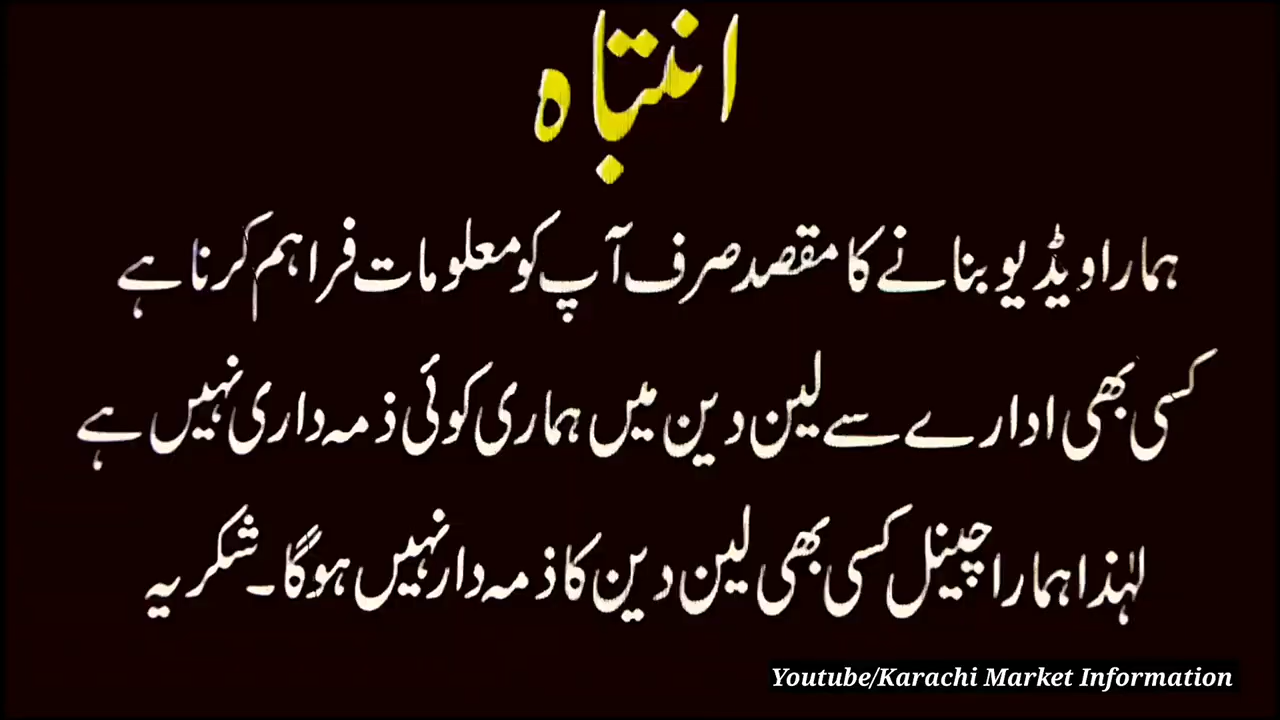 انتباہ
ہمارا ویڈیو بنانے کا مقصد صرف آپ کو معلومات فراہم کرنا ہے
کسی بھی ادارے سے لین دین میں ہماری کوئی ذمہ داری نہیں ہے
لہٰذا ہمارا چینل کسی بھی لین دین کا ذمہ دار نہیں ہوگا۔ شکریہ
Youtube/Karachi Market Information